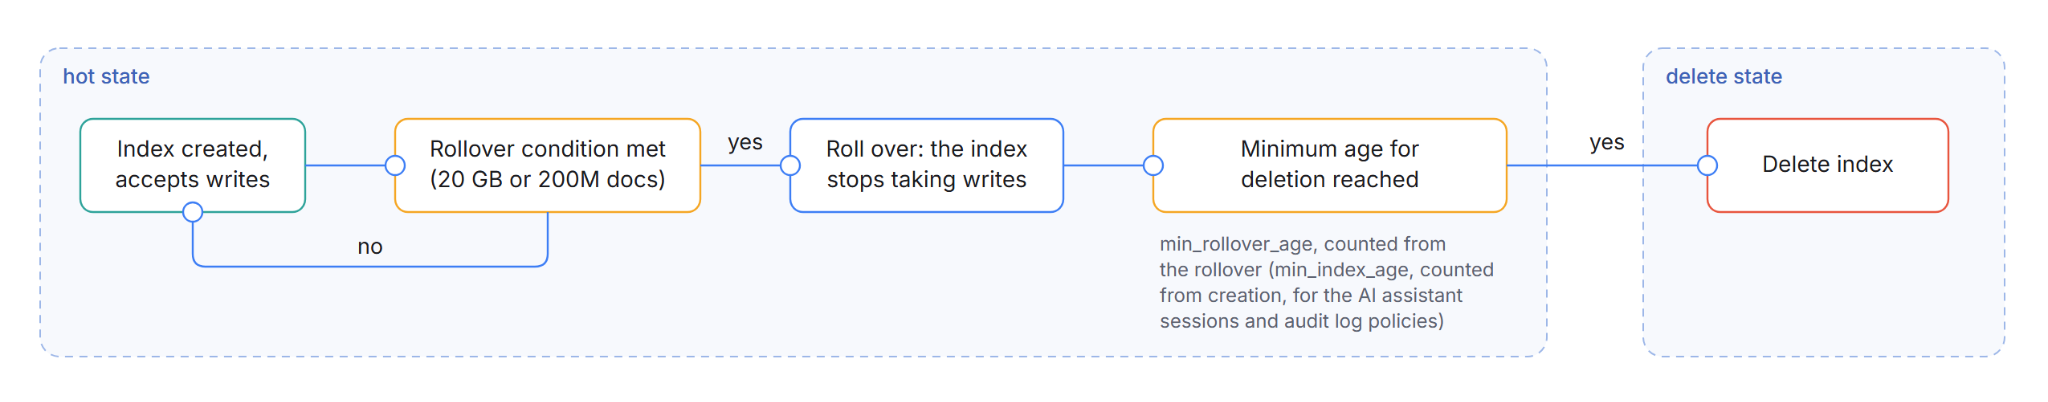 hot state
Index created,
accepts writes
Rollover condition met
(20 GB or 200M docs)
yes
Roll over: the index
stops taking writes
Minimum age for
deletion reached
min_rollover_age, counted from
the rollover (min_index_age, counted
from creation, for the AI assistant
sessions and audit log policies)
no
yes
delete state
Delete index